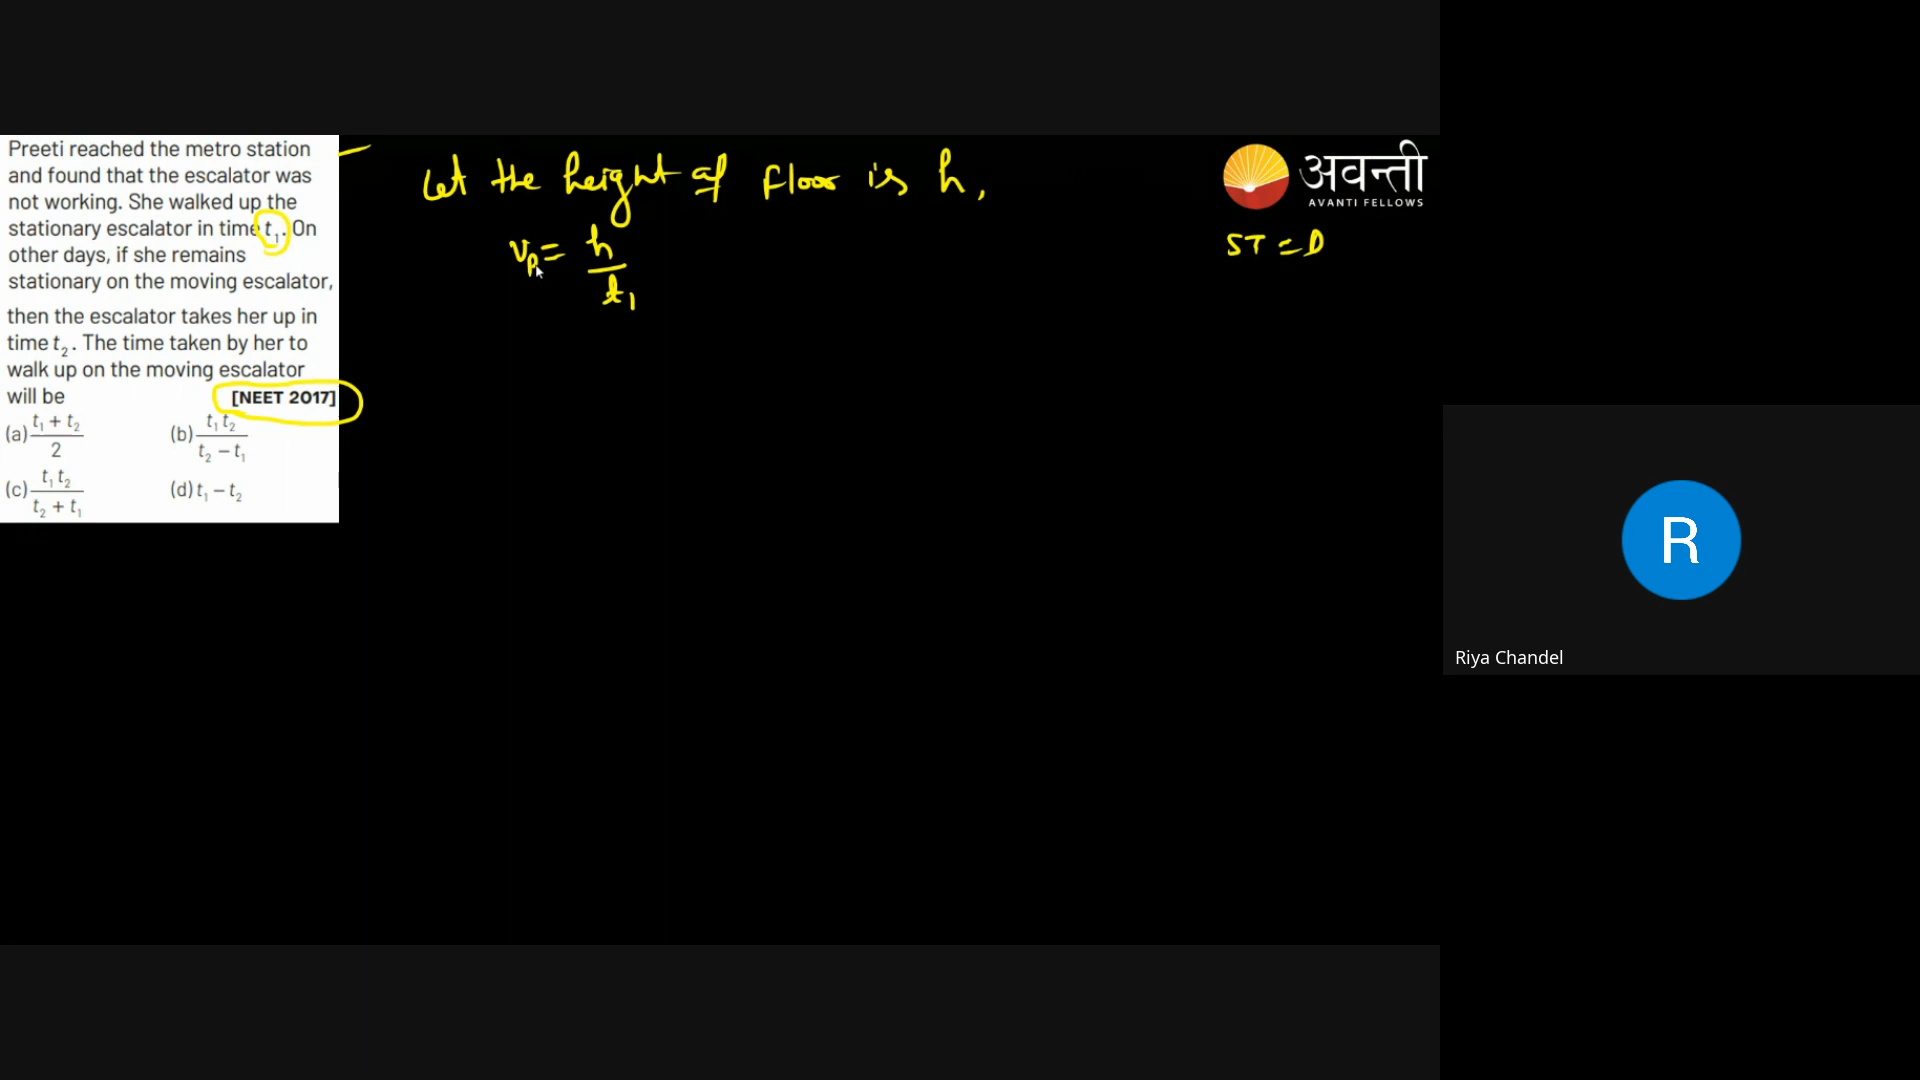 Preeti reached the metro station
and found that the escalator was
not working. She walked up the
stationary escalator in time t₁. On
other days, if she remains
stationary on the moving escalator,
then the escalator takes her up in
time t₂. The time taken by her to
walk up on the moving escalator
will be [NEET 2017]
(a) (t₁ + t₂)/2 (b) t₁ t₂/(t₂ − t₁)
(c) t₁ t₂/(t₂ + t₁) (d) t₁ − t₂
Let the height of floor is h,
Vₚ = h/t₁
अवन्ती
AVANTI FELLOWS
ST = D
R
Riya Chandel